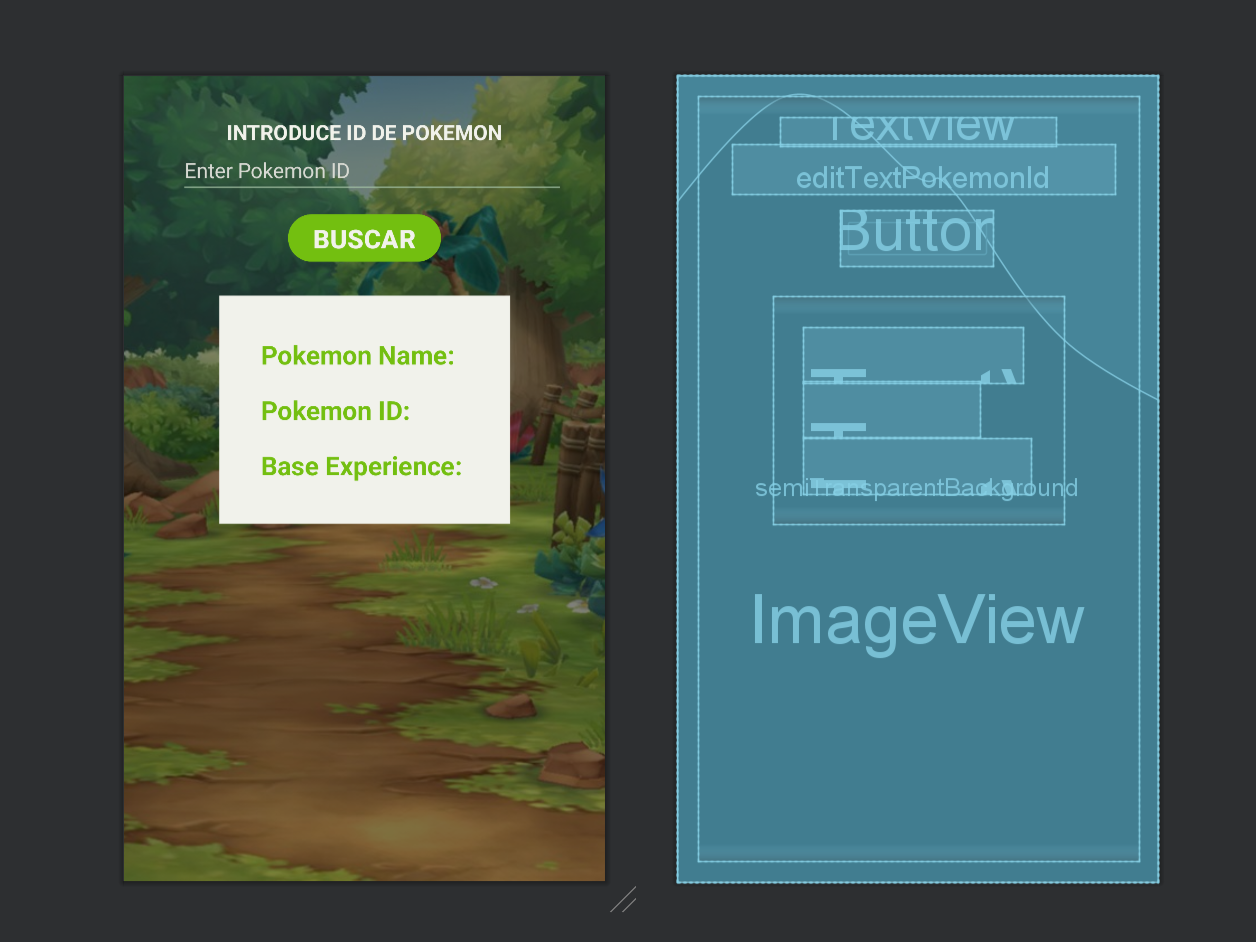 INTRODUCE ID DE POKEMON
Enter Pokemon ID
BUSCAR
Pokemon Name:
Pokemon ID:
Base Experience:
TextView
editTextPokemonId
Button
semiTransparentBackground
ImageView